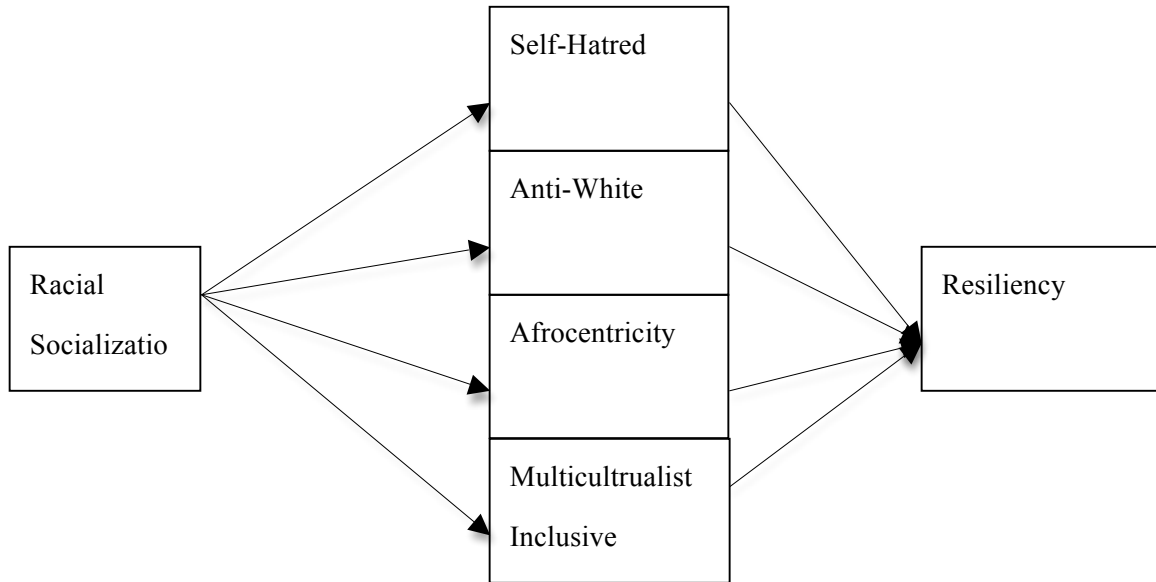 Self-Hatred
Anti-White
Racial
Socializatio
Resiliency
Afrocentricity
Multicultrualist
Inclusive